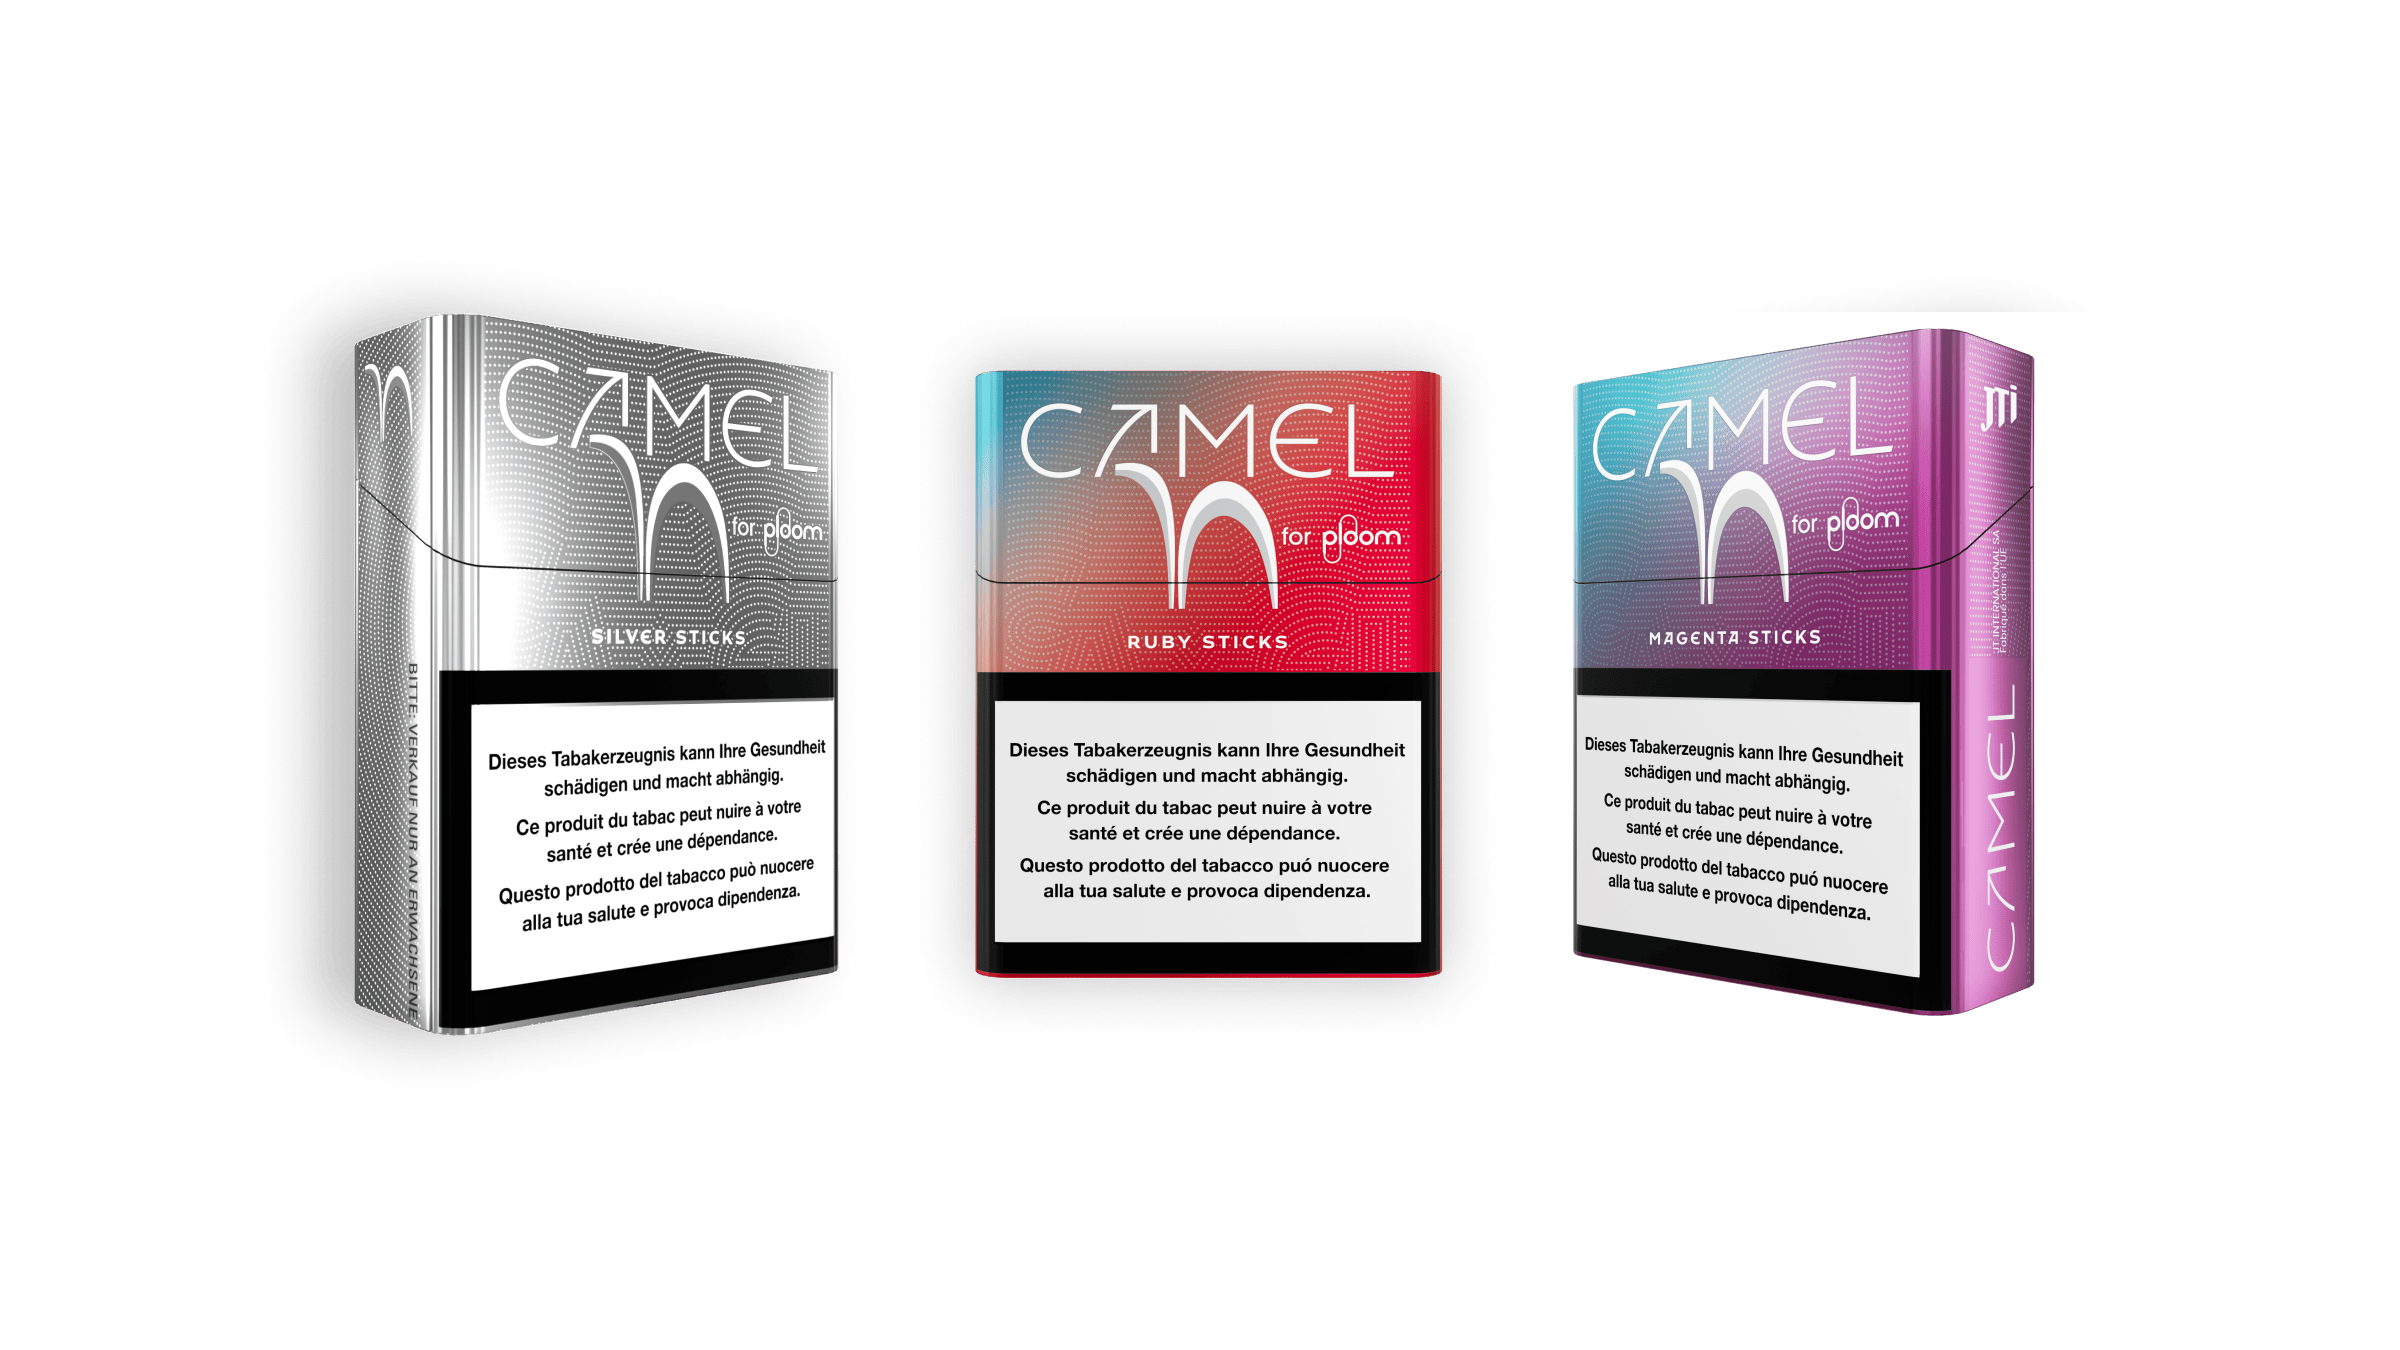 CAMEL
for ploom
SILVER STICKS
BITTE: VERKAUF NUR AN ERWACHSENE
Dieses Tabakerzeugnis kann Ihre Gesundheit
schädigen und macht abhängig.
Ce produit du tabac peut nuire à votre
santé et crée une dépendance.
Questo prodotto del tabacco può nuocere
alla tua salute e provoca dipendenza.
CAMEL
for ploom
RUBY STICKS
Dieses Tabakerzeugnis kann Ihre Gesundheit
schädigen und macht abhängig.
Ce produit du tabac peut nuire à votre
santé et crée une dépendance.
Questo prodotto del tabacco puó nuocere
alla tua salute e provoca dipendenza.
CAMEL
for ploom
MAGENTA STICKS
Dieses Tabakerzeugnis kann Ihre Gesundheit
schädigen und macht abhängig.
Ce produit du tabac peut nuire à votre
santé et crée une dépendance.
Questo prodotto del tabacco puó nuocere
alla tua salute e provoca dipendenza.
JTi
JT INTERNATIONAL SA
Fabriqué dans l'UE
CAMEL